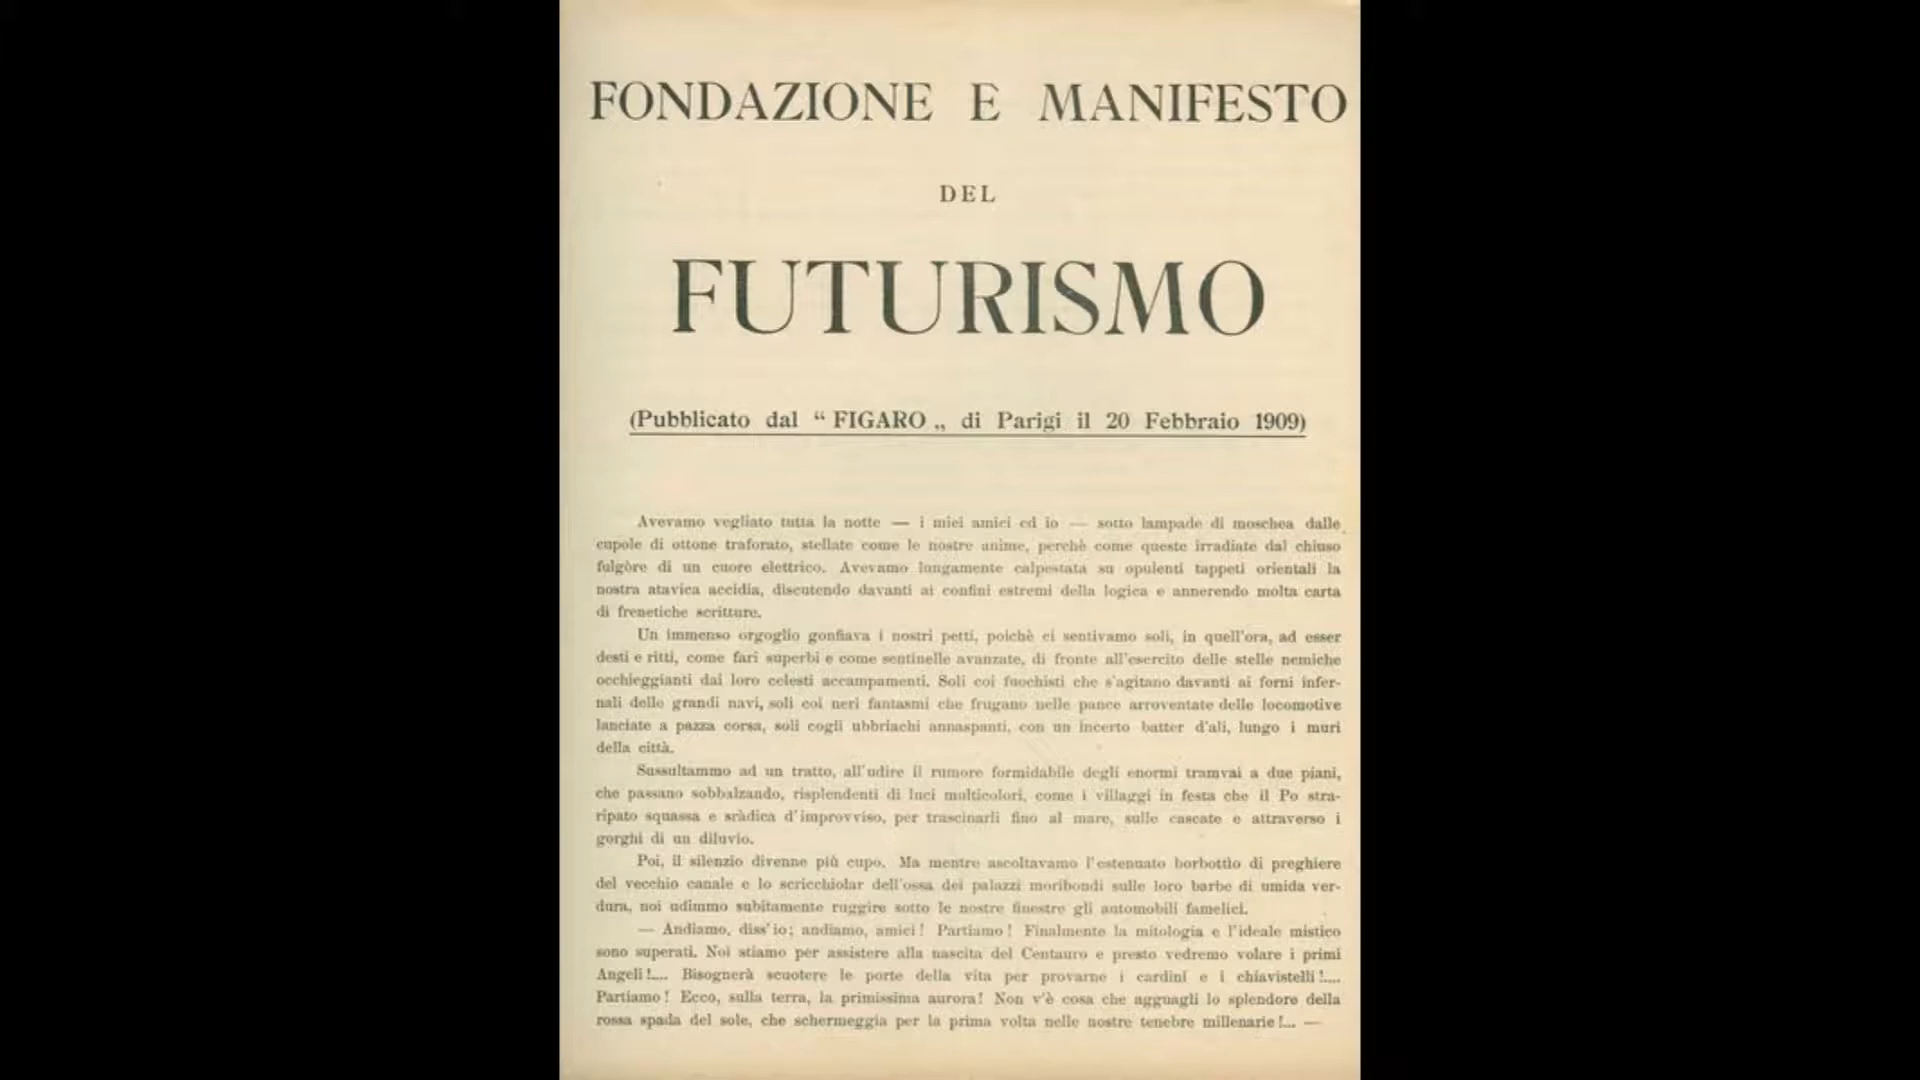 FONDAZIONE E MANIFESTO
DEL
FUTURISMO
(Pubblicato dal “ FIGARO „ di Parigi il 20 Febbraio 1909)
Avevamo vegliato tutta la notte — i miei amici ed io — sotto lampade di moschea dalle
cupole di ottone traforato, stellate come le nostre anime, perchè come queste irradiate dal chiuso
fulgòre di un cuore elettrico. Avevamo lungamente calpestata su opulenti tappeti orientali la
nostra atavica accidia, discutendo davanti ai confini estremi della logica e annerendo molta carta
di frenetiche scritture.
Un immenso orgoglio gonfiava i nostri petti, poichè ci sentivamo soli, in quell'ora, ad esser
desti e ritti, come fari superbi e come sentinelle avanzate, di fronte all'esercito delle stelle nemiche
occhieggianti dai loro celesti accampamenti. Soli coi fuochisti che s'agitano davanti ai forni infer-
nali delle grandi navi, soli coi neri fantasmi che frugano nelle pance arroventate delle locomotive
lanciate a pazza corsa, soli cogli ubbriachi annaspanti, con un incerto batter d'ali, lungo i muri
della città.
Sussultammo ad un tratto, all'udire il rumore formidabile degli enormi tramvai a due piani,
che passano sobbalzando, risplendenti di luci multicolori, come i villaggi in festa che il Po stra-
ripato squassa e sràdica d'improvviso, per trascinarli fino al mare, sulle cascate e attraverso i
gorghi di un diluvio.
Poi, il silenzio divenne più cupo. Ma mentre ascoltavamo l'estenuato borbottìo di preghiere
del vecchio canale e lo scricchiolar dell'ossa dei palazzi moribondi sulle loro barbe di umida ver-
dura, noi udimmo subitamente ruggire sotto le nostre finestre gli automobili famelici.
— Andiamo, diss'io; andiamo, amici! Partiamo! Finalmente la mitologia e l'ideale mistico
sono superati. Noi stiamo per assistere alla nascita del Centauro e presto vedremo volare i primi
Angeli!.... Bisognerà scuotere le porte della vita per provarne i cardini e i chiavistelli!....
Partiamo! Ecco, sulla terra, la primissima aurora! Non v'è cosa che agguagli lo splendore della
rossa spada del sole, che schermeggia per la prima volta nelle nostre tenebre millenarie!... —